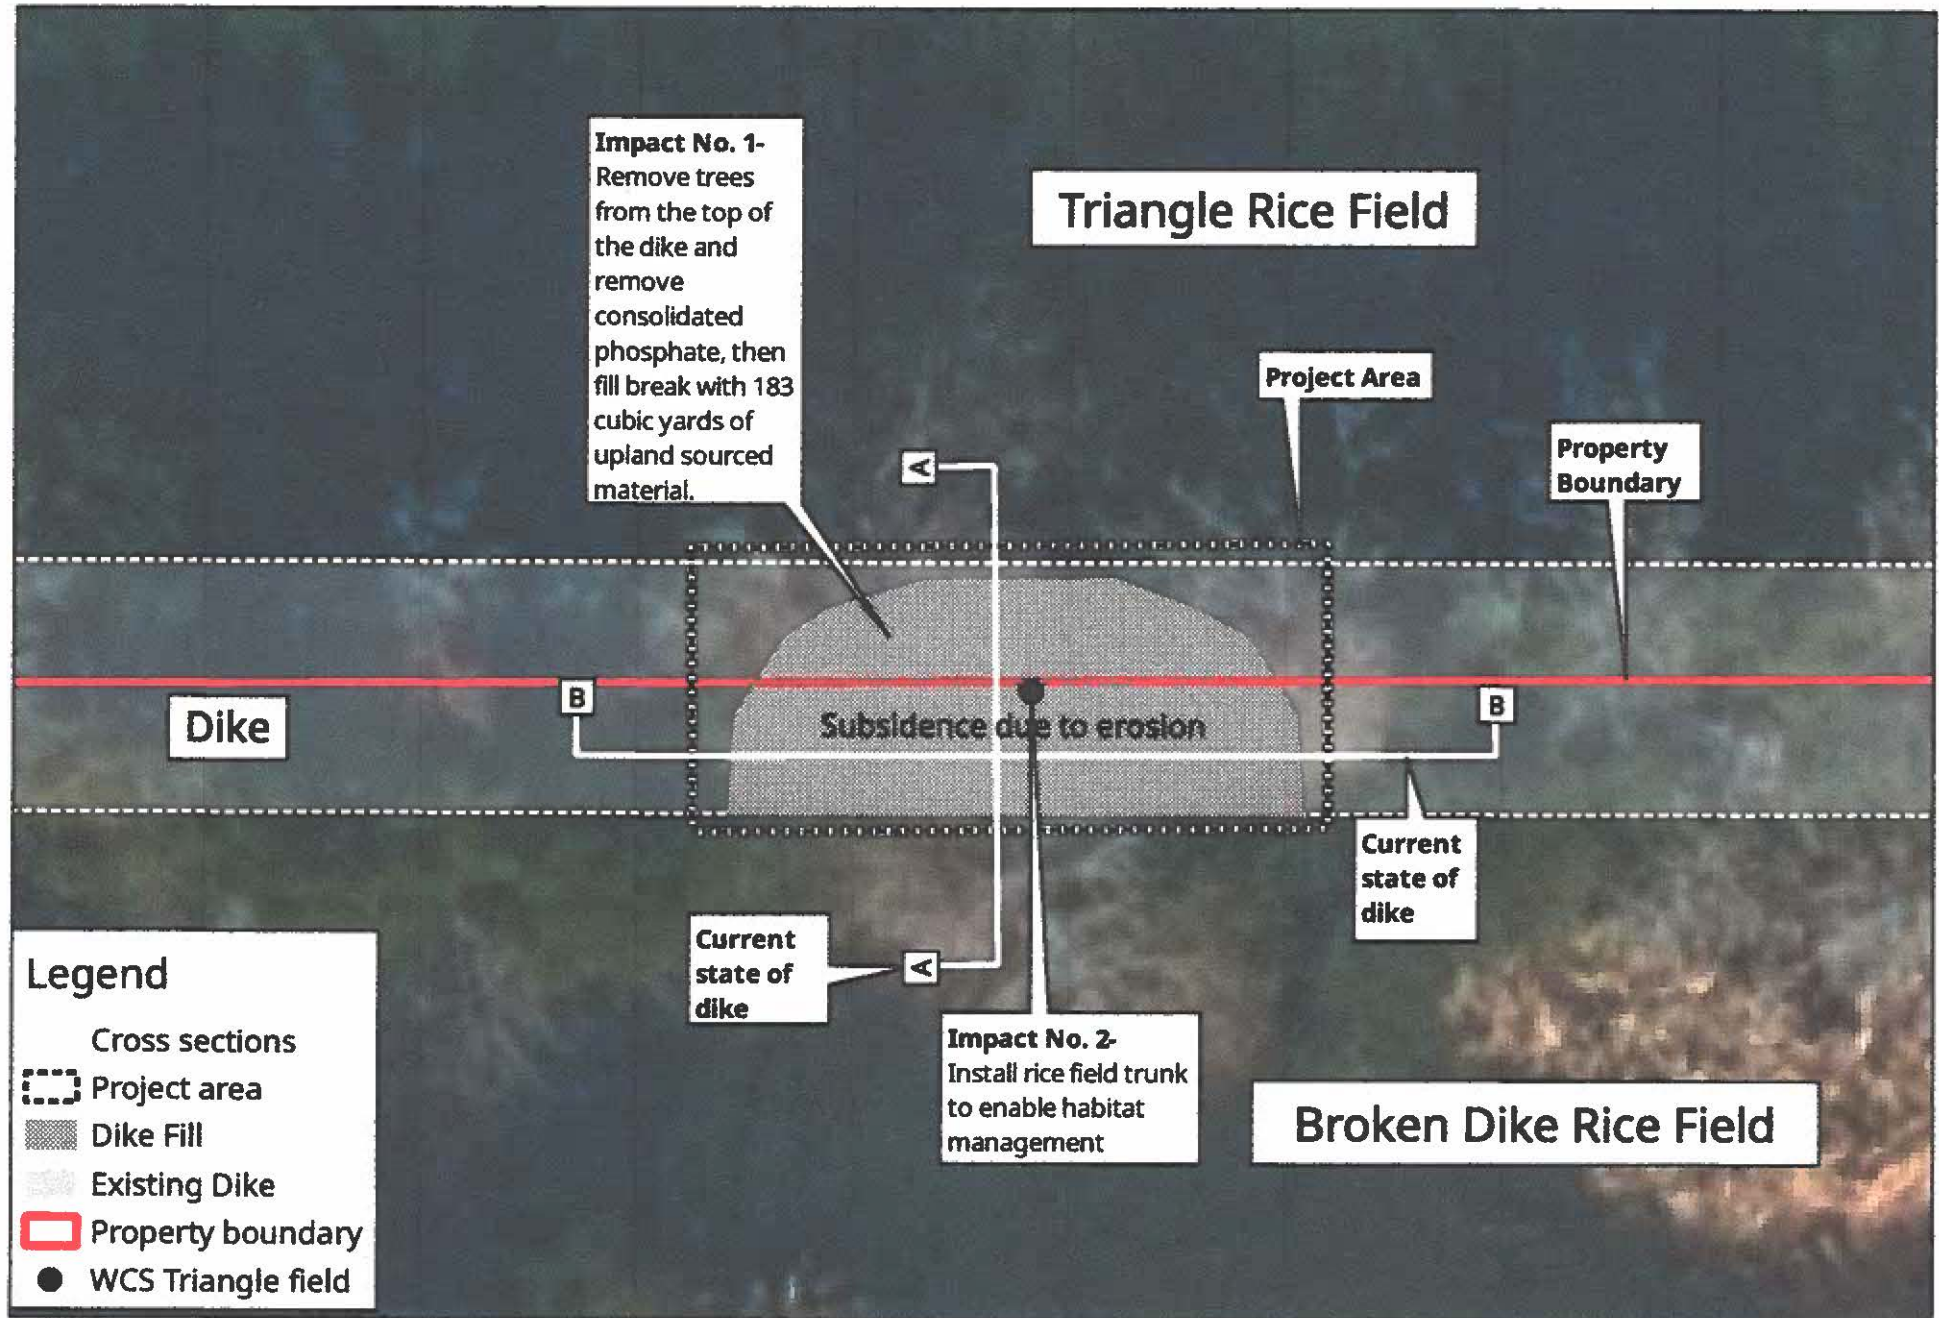 Impact No. 1-
Remove trees
from the top of
the dike and
remove
consolidated
phosphate, then
fill break with 183
cubic yards of
upland sourced
material.
Triangle Rice Field
Project Area
Property
Boundary
A
B
Dike
Subsidence due to erosion
B
Current
state of
dike
Current
state of
dike
A
Impact No. 2-
Install rice field trunk
to enable habitat
management
Broken Dike Rice Field
Legend
Cross sections
Project area
Dike Fill
Existing Dike
Property boundary
WCS Triangle field